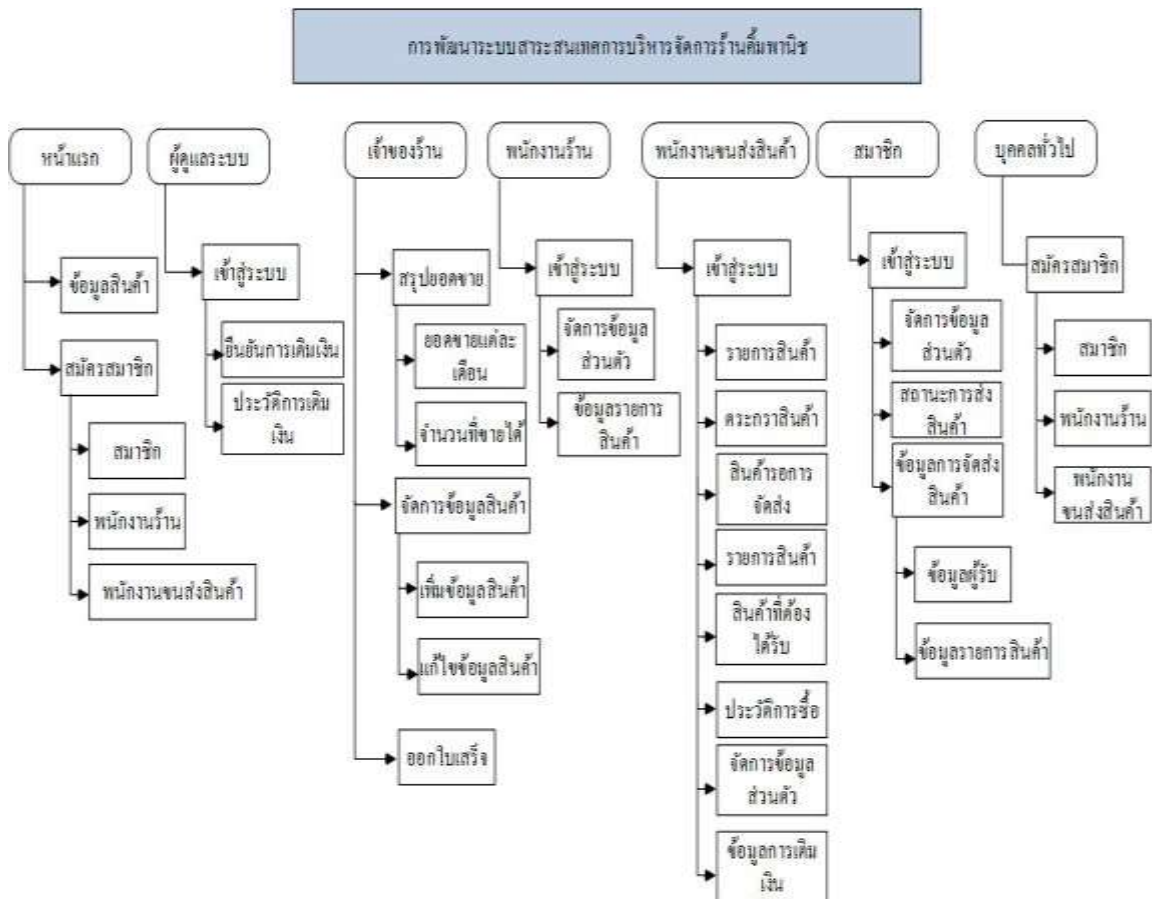 การพัฒนาระบบสาระสนเทศการบริหารจัดการร้านคิ้มพานิช
หน้าแรก
ข้อมูลสินค้า
สมัครสมาชิก
สมาชิก
พนักงานร้าน
พนักงานขนส่งสินค้า
ผู้ดูแลระบบ
เข้าสู่ระบบ
ยืนยันการเติมเงิน
ประวัติการเติม
เงิน
เจ้าของร้าน
สรุปยอดขาย
ยอดขายแต่ละ
เดือน
จำนวนที่ขายได้
จัดการข้อมูลสินค้า
เพิ่มข้อมูลสินค้า
แก้ไขข้อมูลสินค้า
ออกใบเสร็จ
พนักงานร้าน
เข้าสู่ระบบ
จัดการข้อมูล
ส่วนตัว
ข้อมูลรายการ
สินค้า
พนักงานขนส่งสินค้า
เข้าสู่ระบบ
รายการสินค้า
ตระกราสินค้า
สินค้ารอการ
จัดส่ง
รายการสินค้า
สินค้าที่ต้อง
ได้รับ
ประวัติการซื้อ
จัดการข้อมูล
ส่วนตัว
ข้อมูลการเติม
เงิน
สมาชิก
เข้าสู่ระบบ
จัดการข้อมูล
ส่วนตัว
สถานะการส่ง
สินค้า
ข้อมูลการจัดส่ง
สินค้า
ข้อมูลผู้รับ
ข้อมูลรายการสินค้า
บุคคลทั่วไป
สมัครสมาชิก
สมาชิก
พนักงานร้าน
พนักงาน
ขนส่งสินค้า